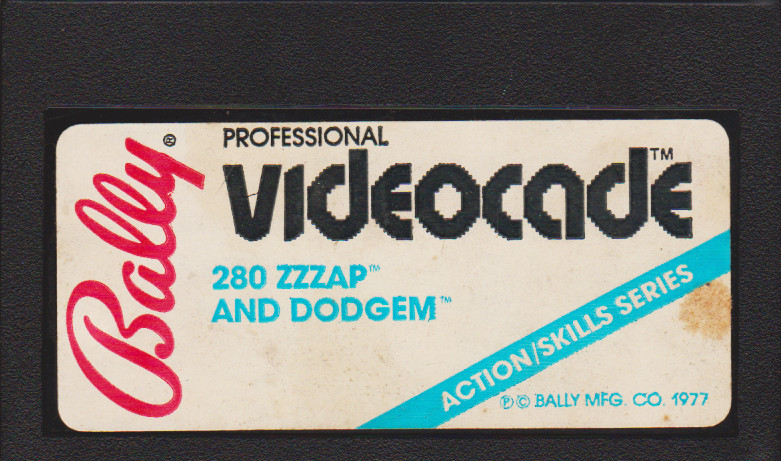 Bally®
PROFESSIONAL
VIDEOCADE™
280 ZZZAP™
AND DODGEM™
ACTION/SKILLS SERIES
℗© BALLY MFG. CO. 1977